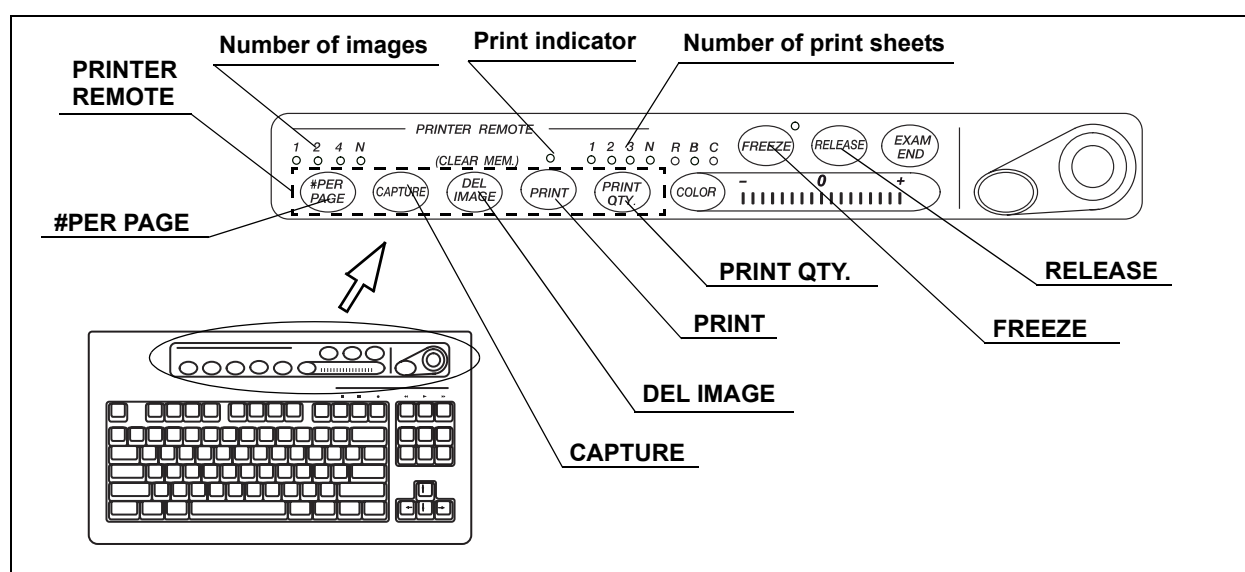 Number of images
Print indicator
Number of print sheets
PRINTER
REMOTE
PRINTER REMOTE
1 2 4 N
(CLEAR MEM.)
1 2 3 N
R B C
FREEZE
RELEASE
EXAM
END
#PER
PAGE
CAPTURE
DEL
IMAGE
PRINT
PRINT
QTY.
COLOR
– 0 +
#PER PAGE
PRINT QTY.
RELEASE
PRINT
FREEZE
DEL IMAGE
CAPTURE